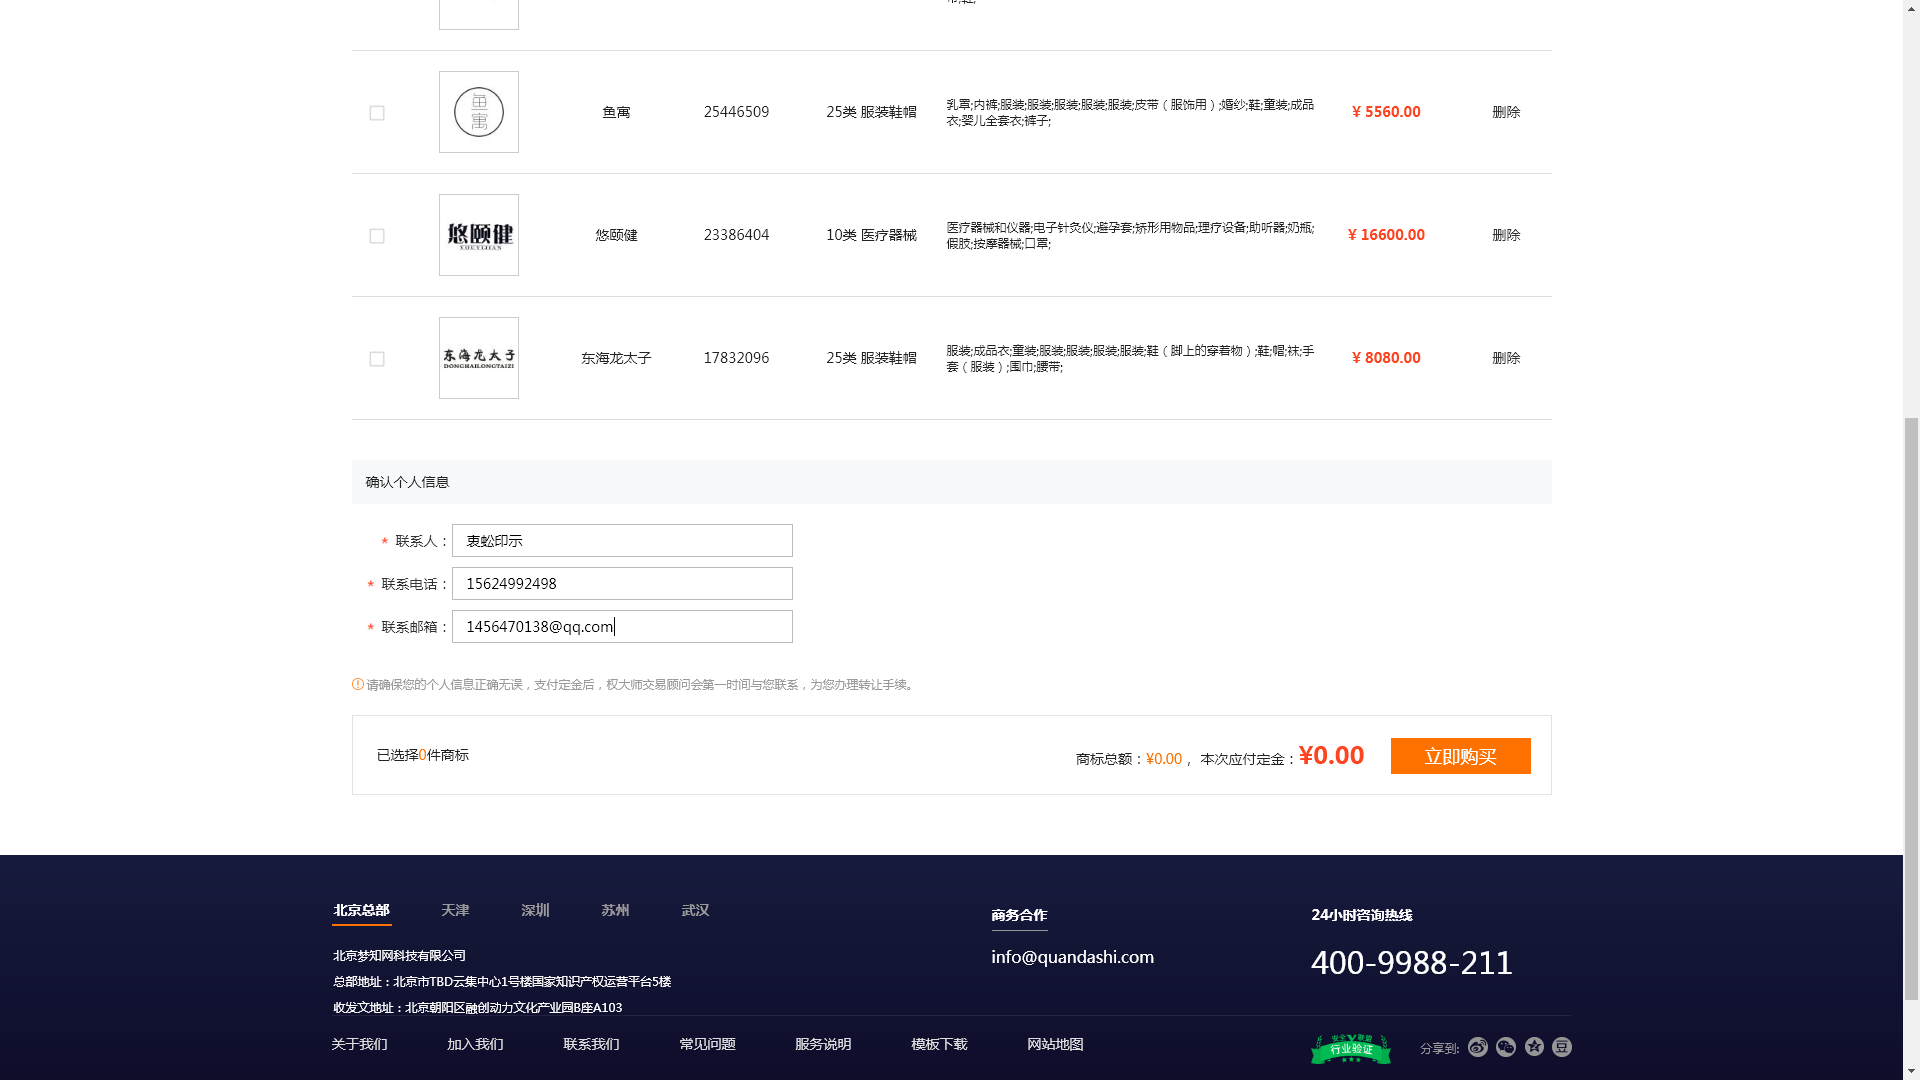 鱼寓
鱼寓 25446509 25类 服装鞋帽 乳罩;内裤;服装;服装;服装;服装;服装;皮带（服饰用）;婚纱;鞋;童装;成品
衣;婴儿全套衣;裤子; ¥ 5560.00 删除
悠颐健
YOUYIJIAN
悠颐健 23386404 10类 医疗器械 医疗器械和仪器;电子针灸仪;避孕套;矫形用物品;理疗设备;助听器;奶瓶;
假肢;按摩器械;口罩; ¥ 16600.00 删除
东海龙太子
DONGHAILONGTAIZI
东海龙太子 17832096 25类 服装鞋帽 服装;成品衣;童装;服装;服装;服装;服装;鞋（脚上的穿着物）;鞋;帽;袜;手
套（服装）;围巾;腰带; ¥ 8080.00 删除
确认个人信息
* 联系人： 衷蚣印示
* 联系电话： 15624992498
* 联系邮箱： 1456470138@qq.com
请确保您的个人信息正确无误，支付定金后，权大师交易顾问会第一时间与您联系，为您办理转让手续。
已选择0件商标 商标总额：¥0.00 ，本次应付定金：¥0.00 立即购买
北京总部 天津 深圳 苏州 武汉
北京梦知网科技有限公司
总部地址：北京市TBD云集中心1号楼国家知识产权运营平台5楼
收发文地址：北京朝阳区融创动力文化产业园B座A103
商务合作
info@quandashi.com
24小时咨询热线
400-9988-211
关于我们 加入我们 联系我们 常见问题 服务说明 模板下载 网站地图
安全V联盟
行业验证
分享到:
豆